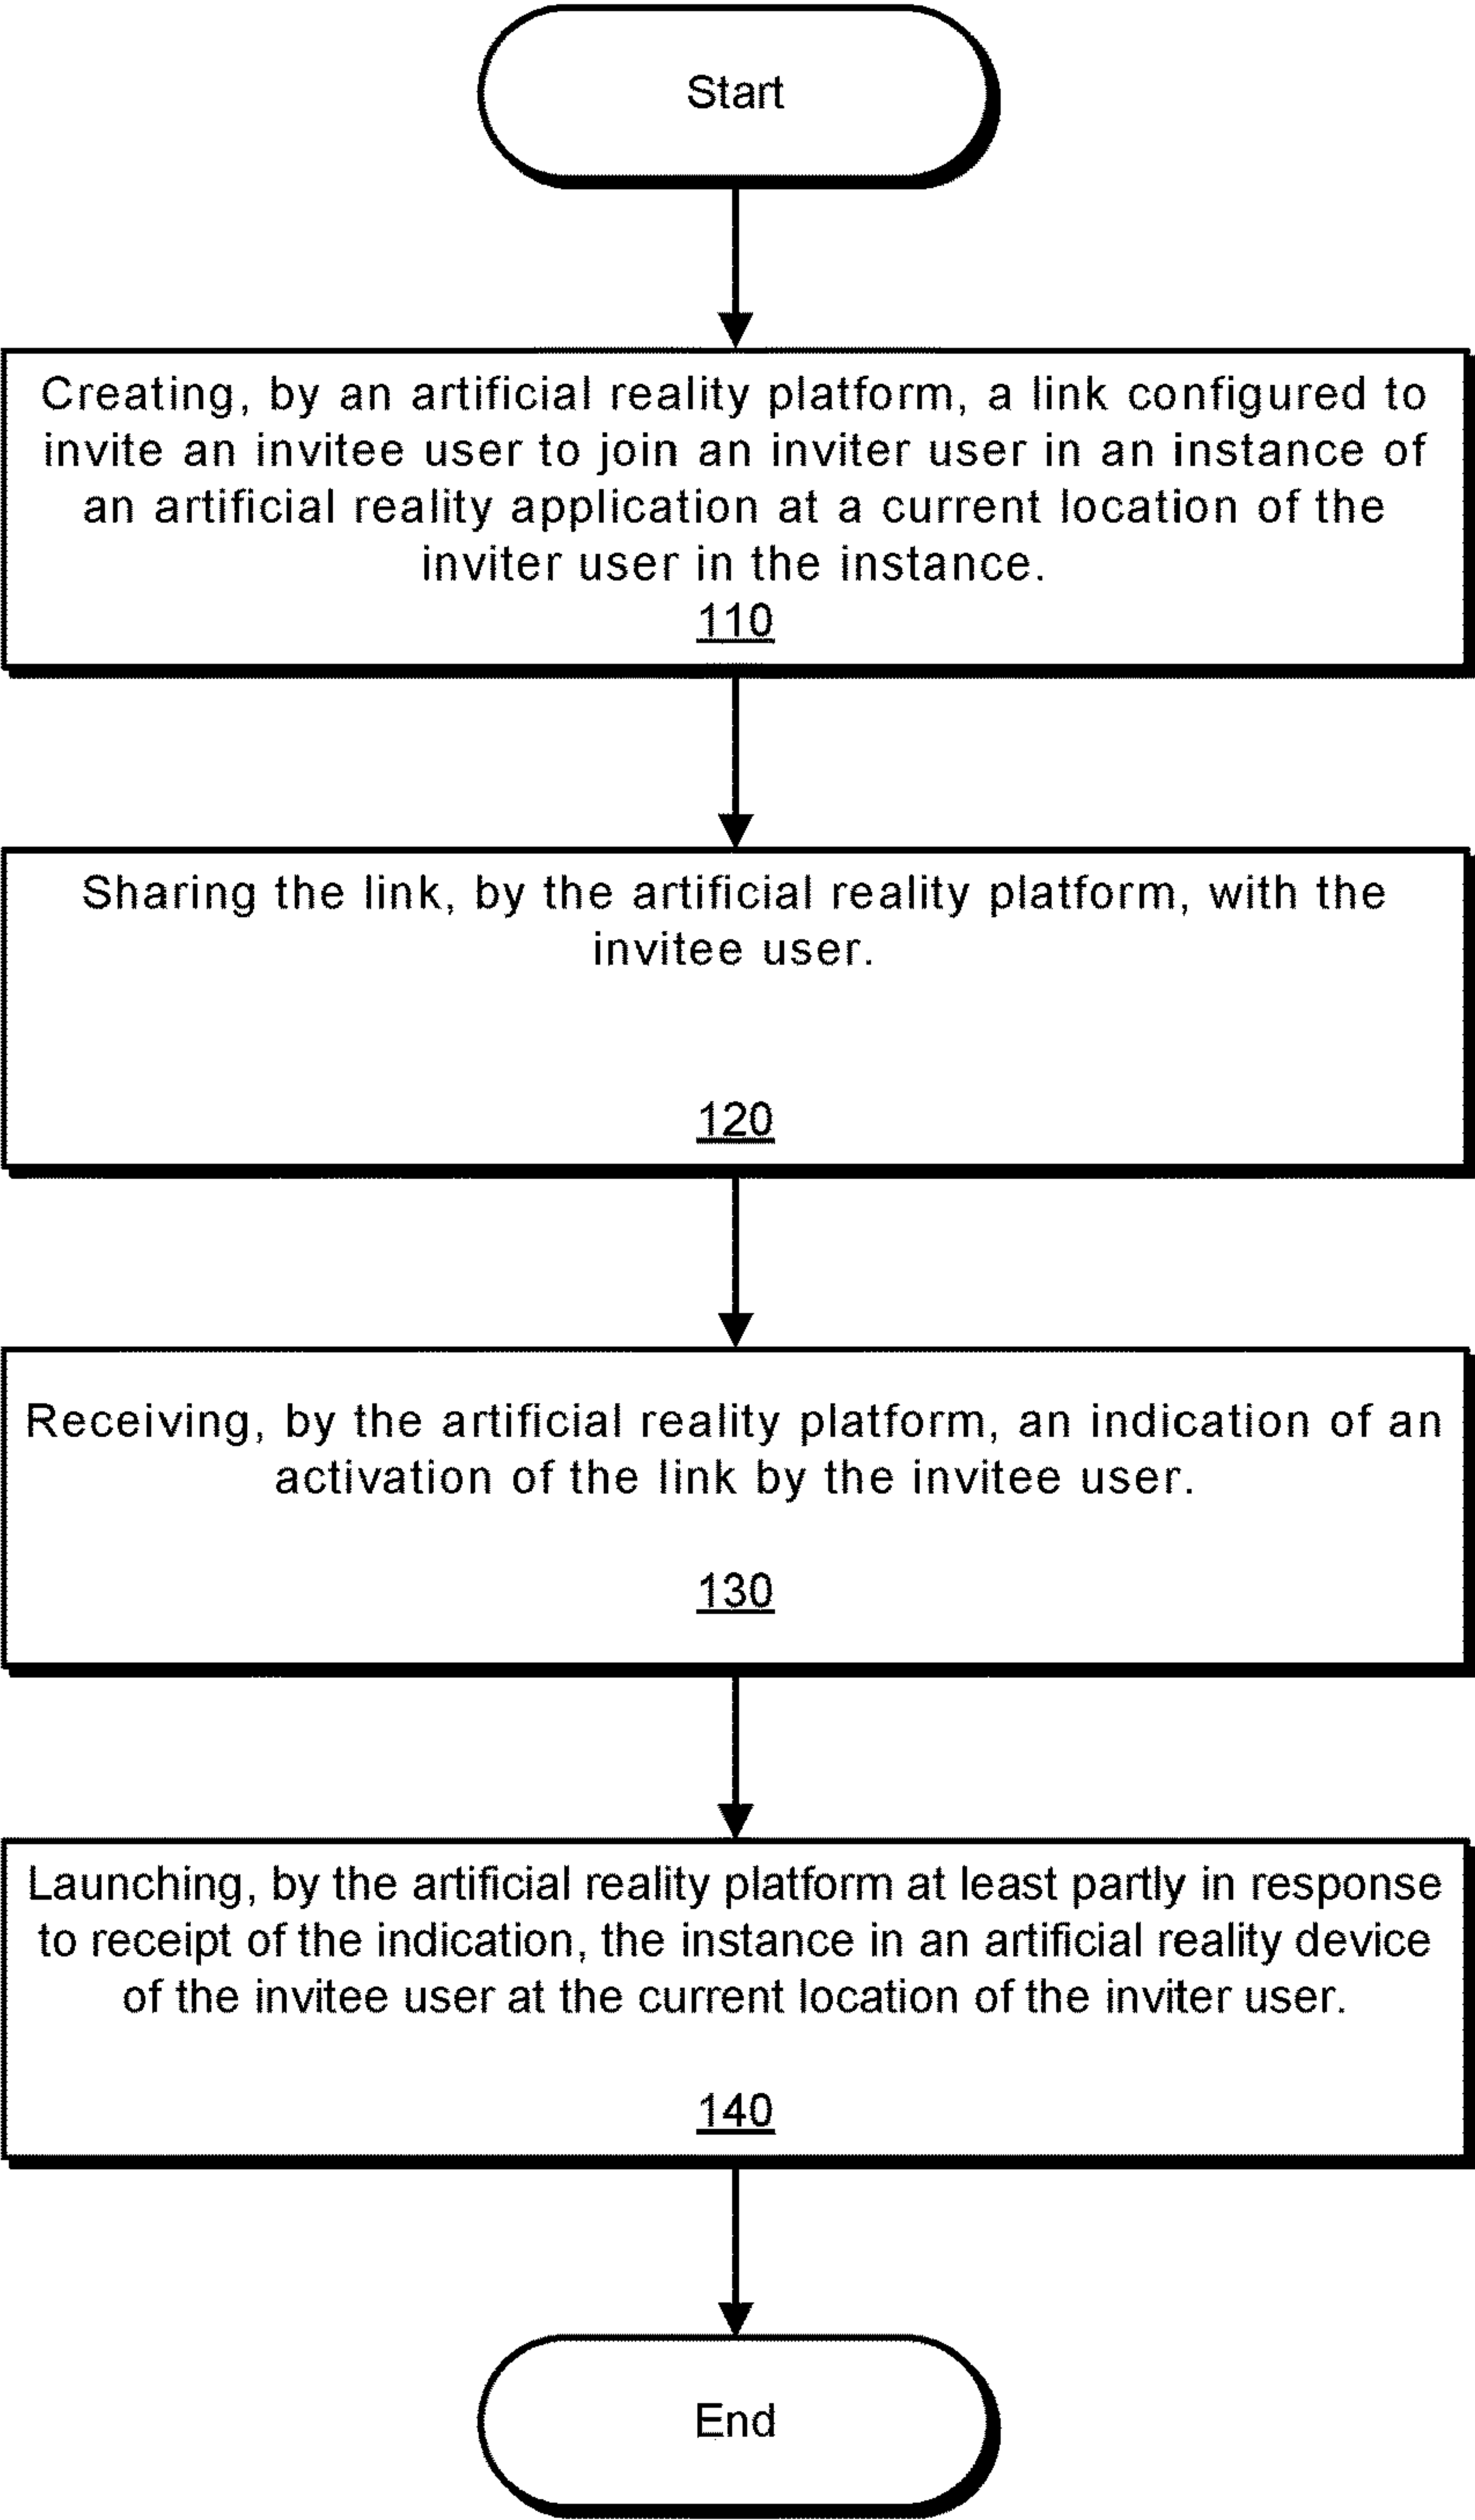 Start
Creating, by an artificial reality platform, a link configured to
invite an invitee user to join an inviter user in an instance of
an artificial reality application at a current location of the
inviter user in the instance.
110
Sharing the link, by the artificial reality platform, with the
invitee user.
120
Receiving, by the artificial reality platform, an indication of an
activation of the link by the invitee user.
130
Launching, by the artificial reality platform at least partly in response
to receipt of the indication, the instance in an artificial reality device
of the invitee user at the current location of the inviter user.
140
End